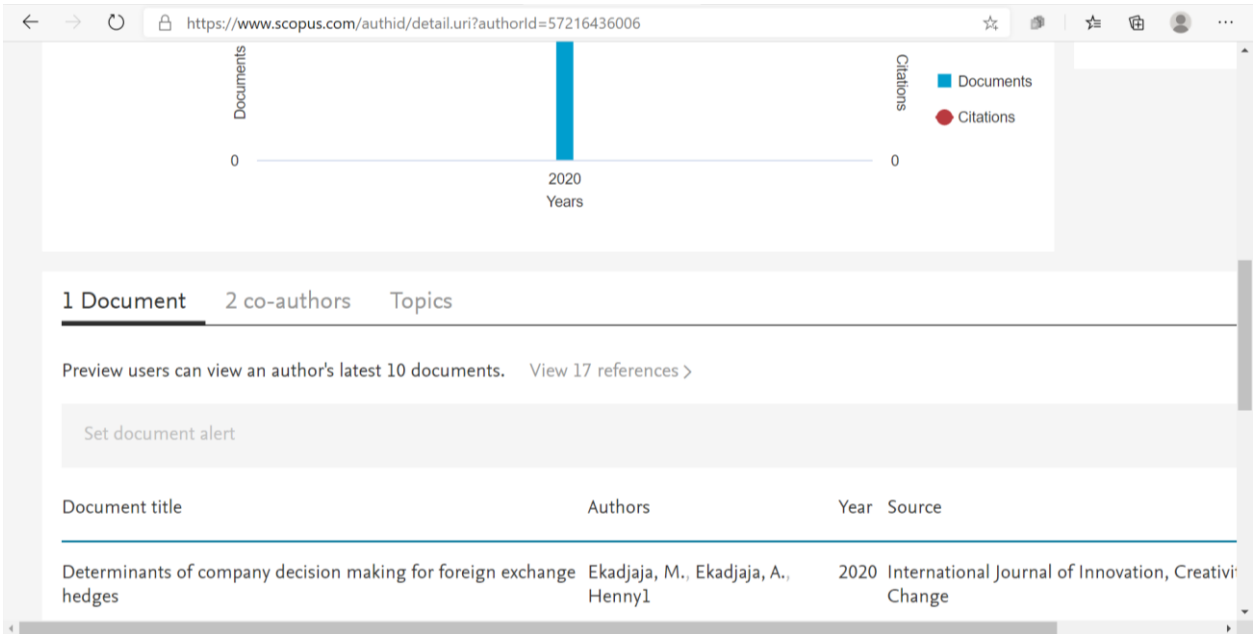 https://www.scopus.com/authid/detail.uri?authorId=57216436006
Documents
Citations
Documents
Citations
0
0
2020
Years
1 Document 2 co-authors Topics
Preview users can view an author's latest 10 documents. View 17 references >
Set document alert
Document title Authors Year Source
Determinants of company decision making for foreign exchange Ekadjaja, M., Ekadjaja, A., 2020 International Journal of Innovation, Creativi
hedges Henny1 Change